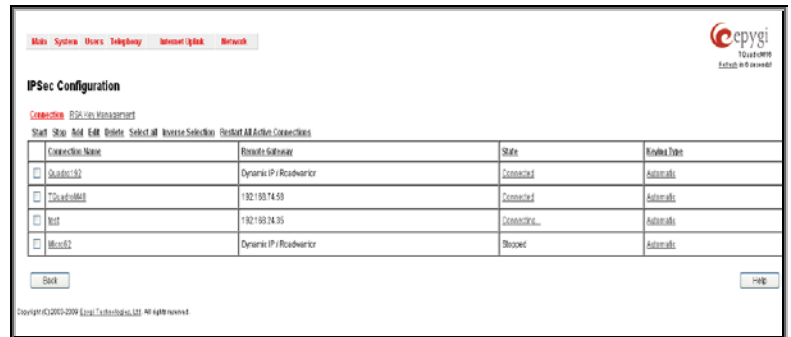 Main System Users Telephony Internet Uplink Network
epygi
TQuadroM16
Refresh in 6 seconds!
IPSec Configuration
Connection RSA Key Management
Start Stop Add Edit Delete Select all Inverse Selection Restart All Active Connections
Connection Name Remote Gateway State Keying Type
Quadro192 Dynamic IP / Roadwarrior Connected Automatic
TQuadroM48 192.168.74.58 Connected Automatic
test 192.168.24.35 Connecting... Automatic
Micro62 Dynamic IP / Roadwarrior Stopped Automatic
Back Help
Copyright (C) 2003-2009 Epygi Technologies, Ltd. All rights reserved.